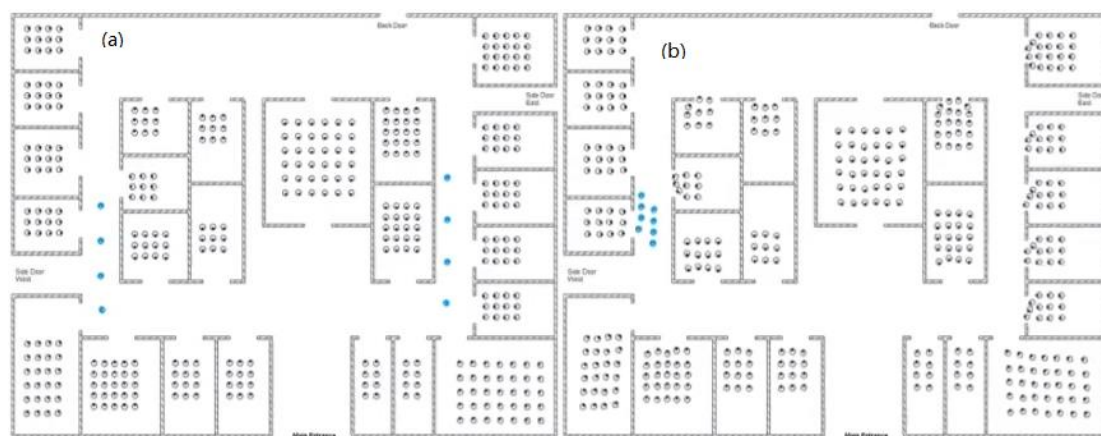 (a)
Back Door
Side Door
East
Side Door
West
Main Entrance
(b)
Back Door
Side Door
East
Side Door
West
Main Entrance